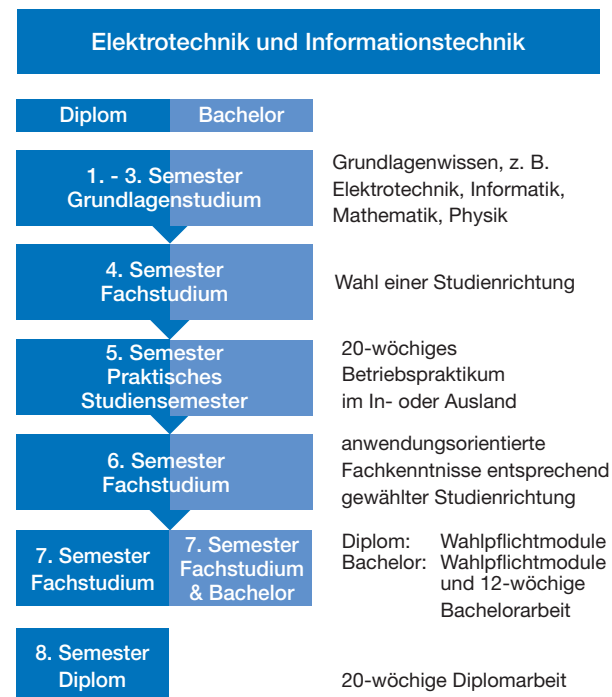 Elektrotechnik und Informationstechnik
Diplom Bachelor
1. - 3. Semester
Grundlagenstudium
Grundlagenwissen, z. B.
Elektrotechnik, Informatik,
Mathematik, Physik
4. Semester
Fachstudium
Wahl einer Studienrichtung
5. Semester
Praktisches
Studiensemester
20-wöchiges
Betriebspraktikum
im In- oder Ausland
6. Semester
Fachstudium
anwendungsorientierte
Fachkenntnisse entsprechend
gewählter Studienrichtung
7. Semester
Fachstudium
7. Semester
Fachstudium
& Bachelor
Diplom: Wahlpflichtmodule
Bachelor: Wahlpflichtmodule
und 12-wöchige
Bachelorarbeit
8. Semester
Diplom
20-wöchige Diplomarbeit